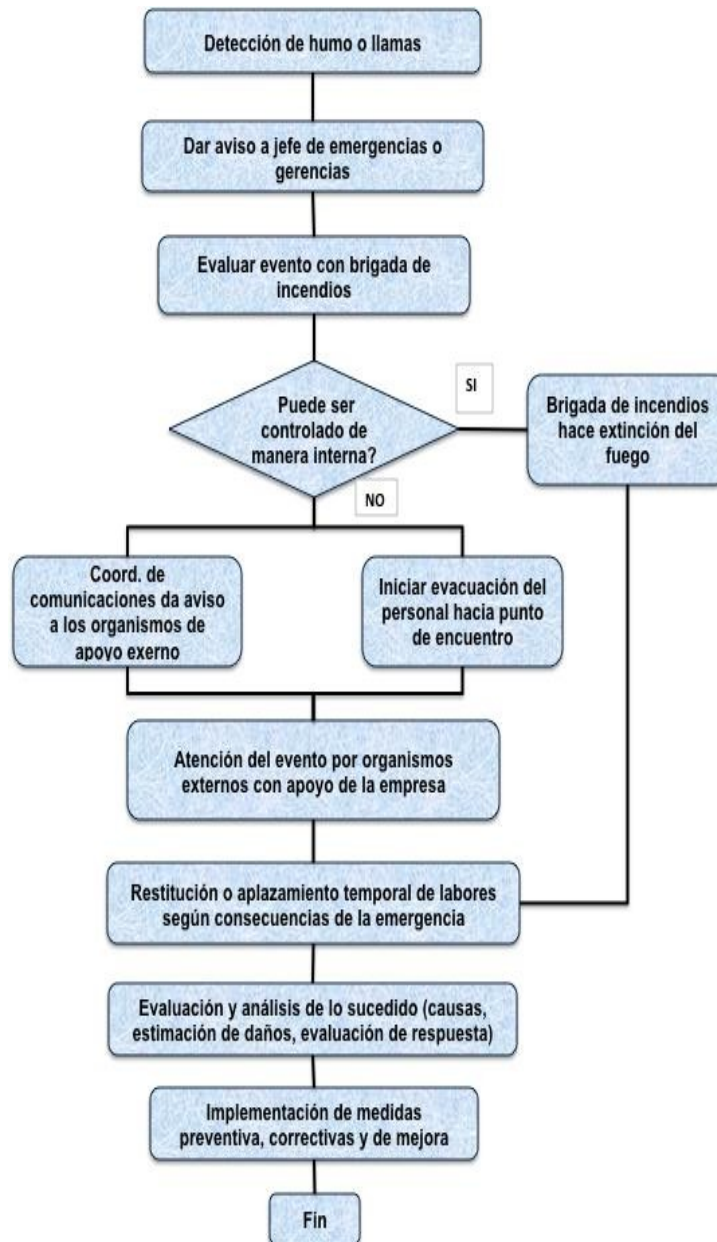 Detección de humo o llamas
Dar aviso a jefe de emergencias o
gerencias
Evaluar evento con brigada de
incendios
Puede ser
controlado de
manera interna?
SI
Brigada de incendios
hace extinción del
fuego
NO
Coord. de
comunicaciones da aviso
a los organismos de
apoyo exerno
Iniciar evacuación del
personal hacia punto
de encuentro
Atención del evento por organismos
externos con apoyo de la empresa
Restitución o aplazamiento temporal de labores
según consecuencias de la emergencia
Evaluación y análisis de lo sucedido (causas,
estimación de daños, evaluación de respuesta)
Implementación de medidas
preventiva, correctivas y de mejora
Fin